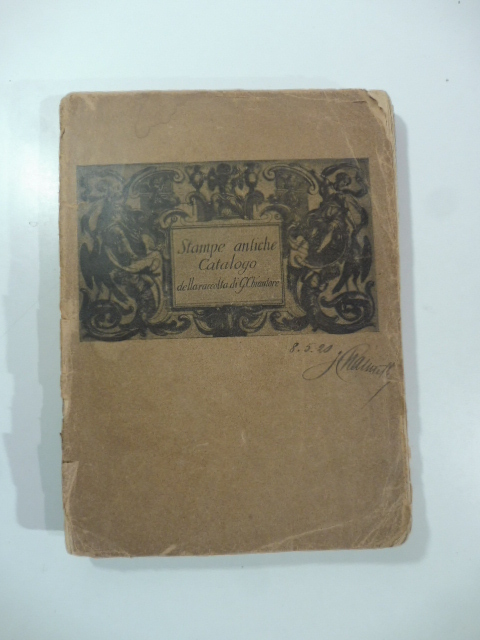 Stampe antiche
Catalogo
della raccolta di G. Chiantore
8.5.20